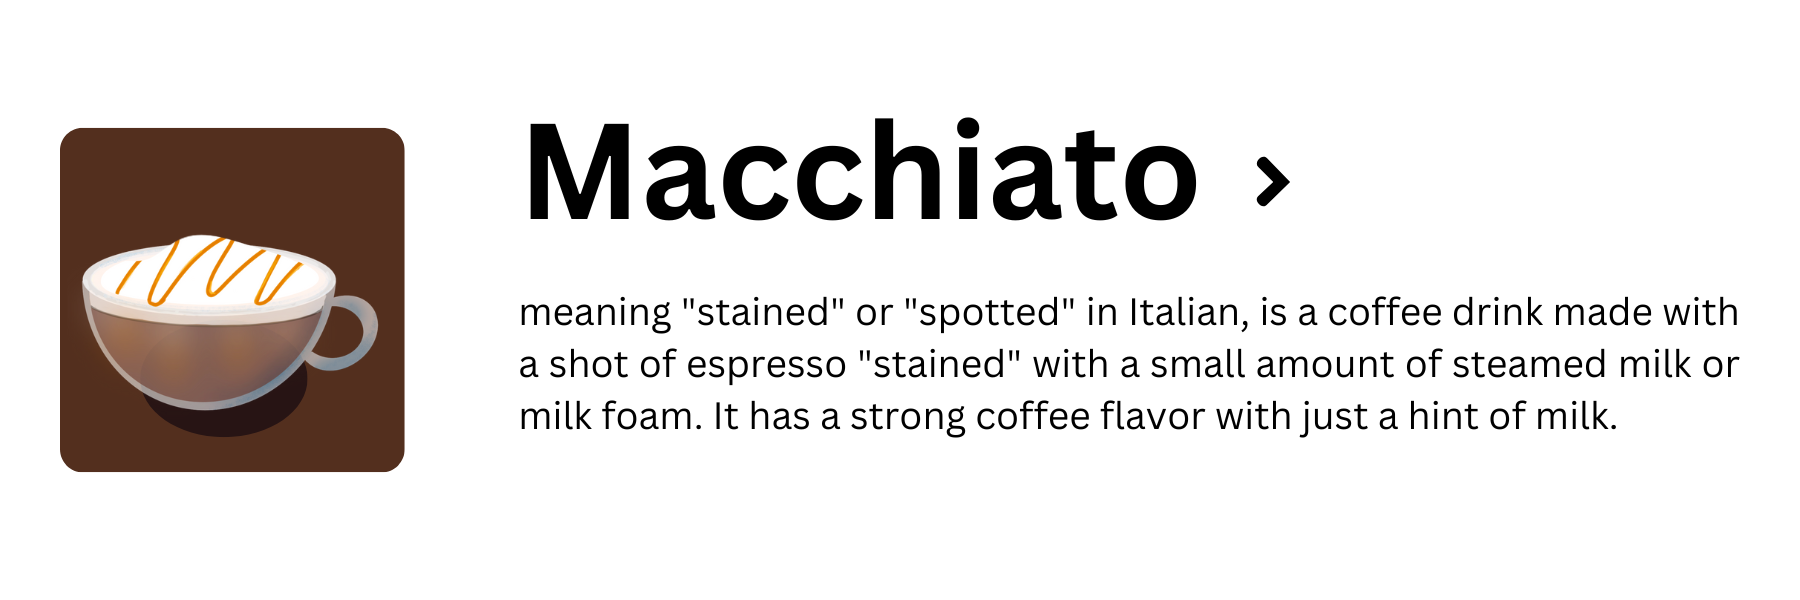 Macchiato ›
meaning "stained" or "spotted" in Italian, is a coffee drink made with
a shot of espresso "stained" with a small amount of steamed milk or
milk foam. It has a strong coffee flavor with just a hint of milk.